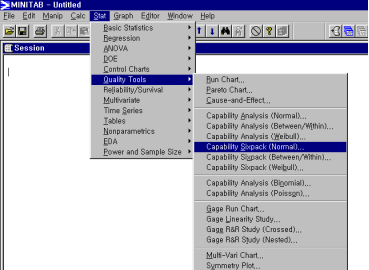 MINITAB - Untitled
File Edit Manip Calc Stat Graph Editor Window Help
Session
Basic Statistics
Regression
ANOVA
DOE
Control Charts
Quality Tools
Reliability/Survival
Multivariate
Time Series
Tables
Nonparametrics
EDA
Power and Sample Size
Run Chart...
Pareto Chart...
Cause-and-Effect...
Capability Analysis (Normal)...
Capability Analysis (Between/Within)...
Capability Analysis (Weibull)...
Capability Sixpack (Normal)...
Capability Sixpack (Between/Within)...
Capability Sixpack (Weibull)...
Capability Analysis (Binomial)...
Capability Analysis (Poisson)...
Gage Run Chart...
Gage Linearity Study...
Gage R&R Study (Crossed)...
Gage R&R Study (Nested)...
Multi-Vari Chart...
Symmetry Plot...